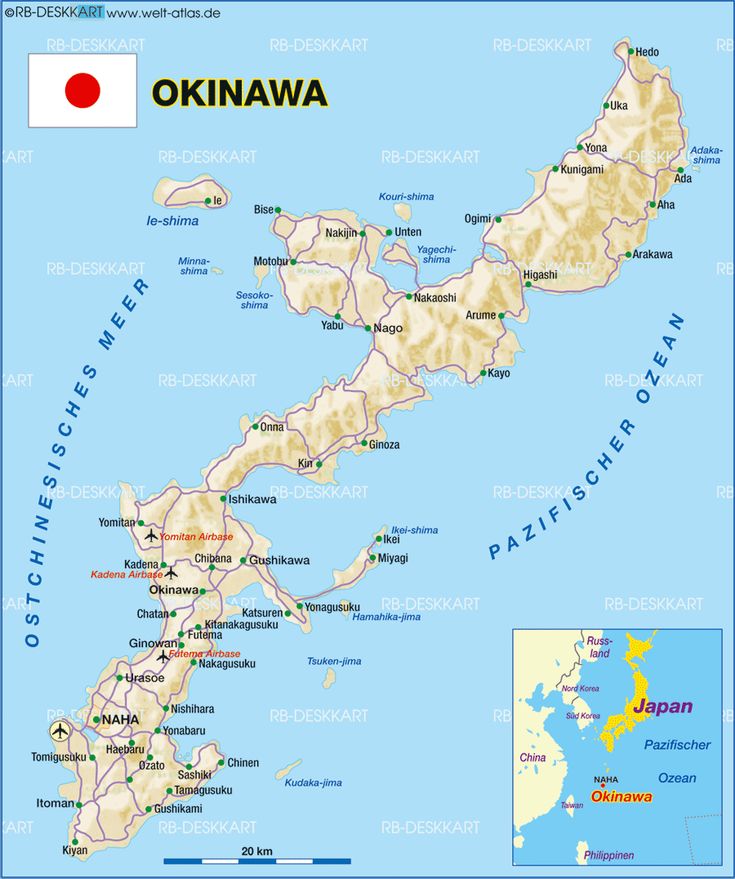 ©RB-DESKKART www.welt-atlas.de
RB-DESKKART
OKINAWA
Hedo
Uka
Yona
Adaka-
shima
Kunigami
Ada
Ie
Ie-shima
Kouri-shima
Bise
Aha
Ogimi
Nakijin
Unten
Yagechi-
shima
Minna-
shima
Motobu
Arakawa
Higashi
Sesoko-
shima
Nakaoshi
Yabu
Nago
Arume
Kayo
OSTCHINESISCHES MEER
PAZIFISCHER OZEAN
Onna
Ginoza
Kin
Ishikawa
Yomitan
Yomitan Airbase
Ikei-shima
Ikei
Miyagi
Kadena
Kadena Airbase
Chibana
Gushikawa
Okinawa
Chatan
Katsuren
Yonagusuku
Hamahika-jima
Kitanakagusuku
Futema
Ginowan
Futema Airbase
Nakagusuku
Tsuken-jima
Urasoe
Nishihara
NAHA
Yonabaru
Haebaru
Tomigusuku
Ozato
Sashiki
Chinen
Kudaka-jima
Tamagusuku
Itoman
Gushikami
Kiyan
20 km
Russ-
land
Nord Korea
Süd Korea
Japan
China
Pazifischer
Ozean
NAHA
Okinawa
Taiwan
Philippinen